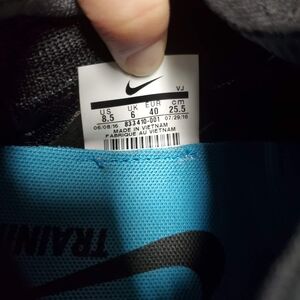 VJ
US UK EUR cm
8.5 6 40 25.5
06/08/16 833410-001 07/29/16
MADE IN VIETNAM
FABRIQUE AU VIETNAM
TRAINI